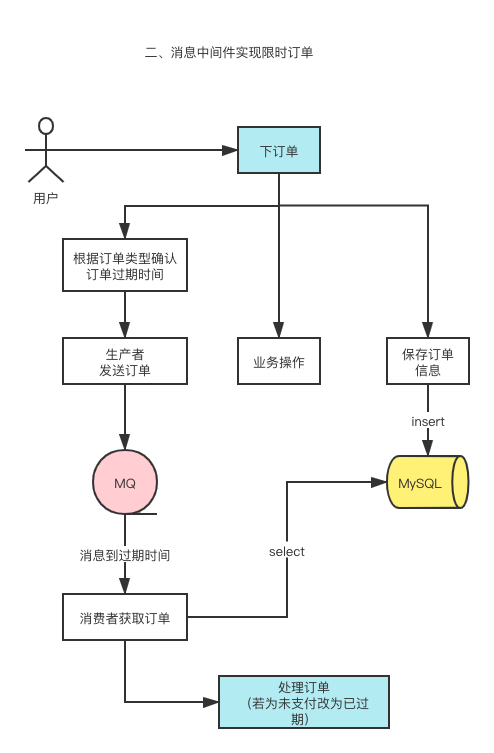 二、消息中间件实现限时订单
下订单
用户
根据订单类型确认
订单过期时间
生产者
发送订单
业务操作
保存订单
信息
insert
MQ
MySQL
消息到过期时间
select
消费者获取订单
处理订单
（若为未支付改为已过
期）